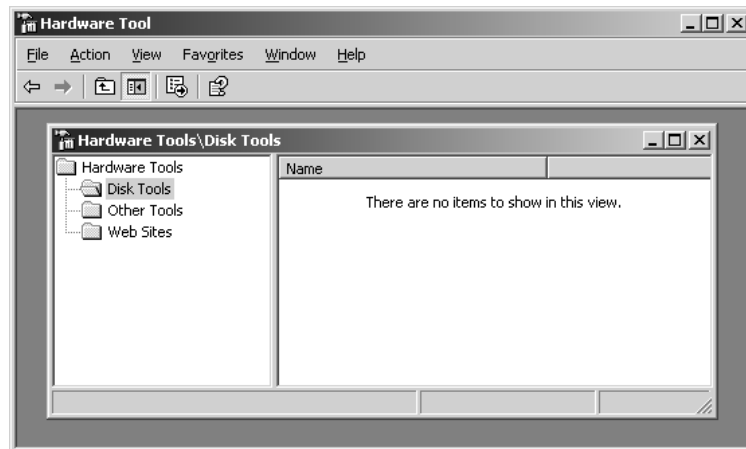 Hardware Tool
File Action View Favorites Window Help
Hardware Tools\Disk Tools
Hardware Tools
Disk Tools
Other Tools
Web Sites
Name
There are no items to show in this view.